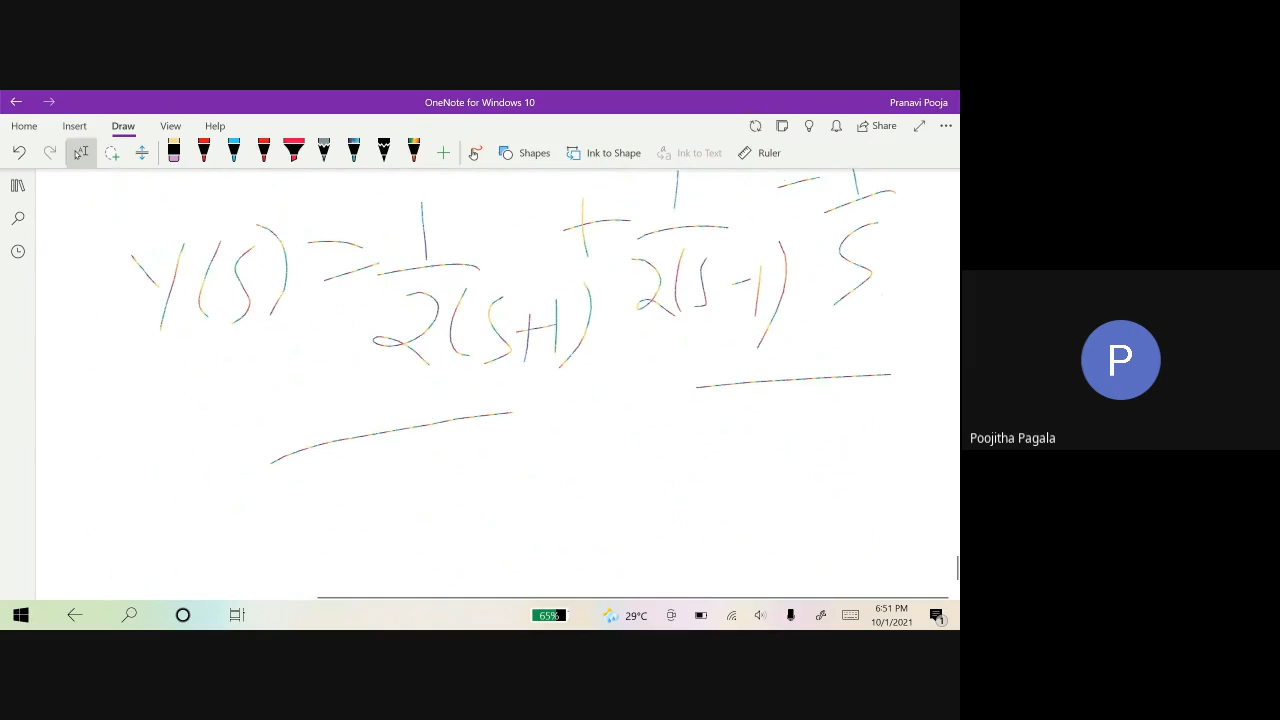 OneNote for Windows 10
Pranavi Pooja
Home Insert Draw View Help Share
Shapes Ink to Shape Ink to Text Ruler
Y(s) = 1/2(s+1) + 1/2(s-1) - 1/s
P
Poojitha Pagala
65% 29°C 6:51 PM
10/1/2021 1